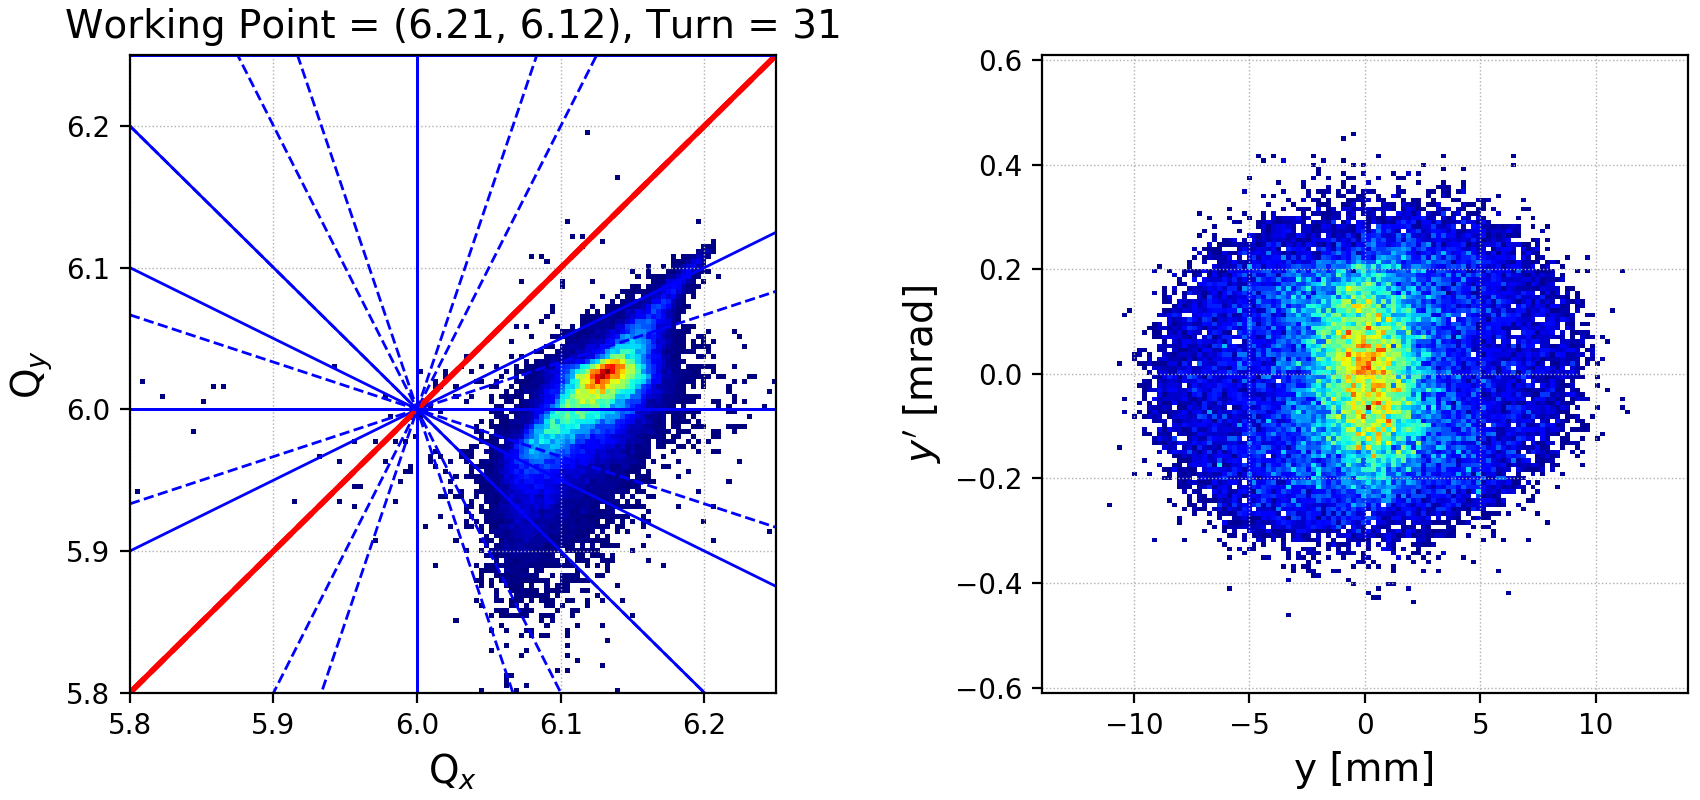 Working Point = (6.21, 6.12), Turn = 31
6.2
6.1
6.0
5.9
5.8
Qy
5.8 5.9 6.0 6.1 6.2
Qx
0.6
0.4
0.2
0.0
−0.2
−0.4
−0.6
y′ [mrad]
−10 −5 0 5 10
y [mm]